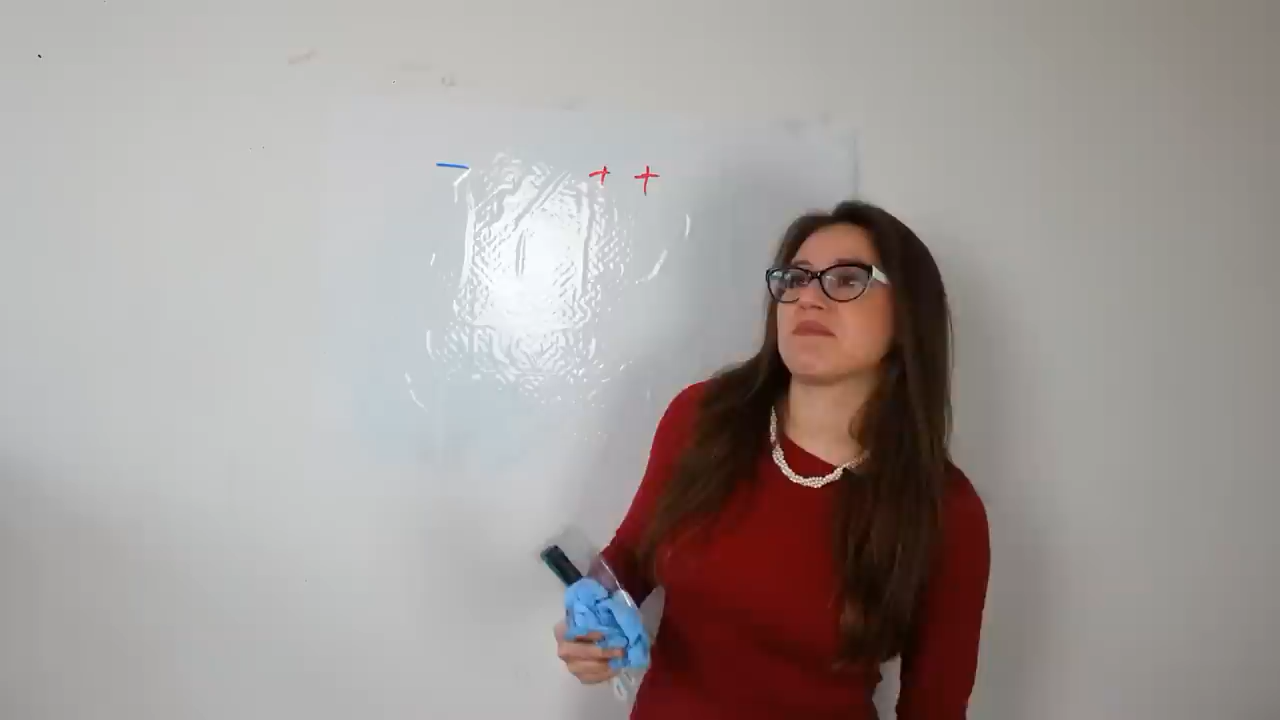 − + +